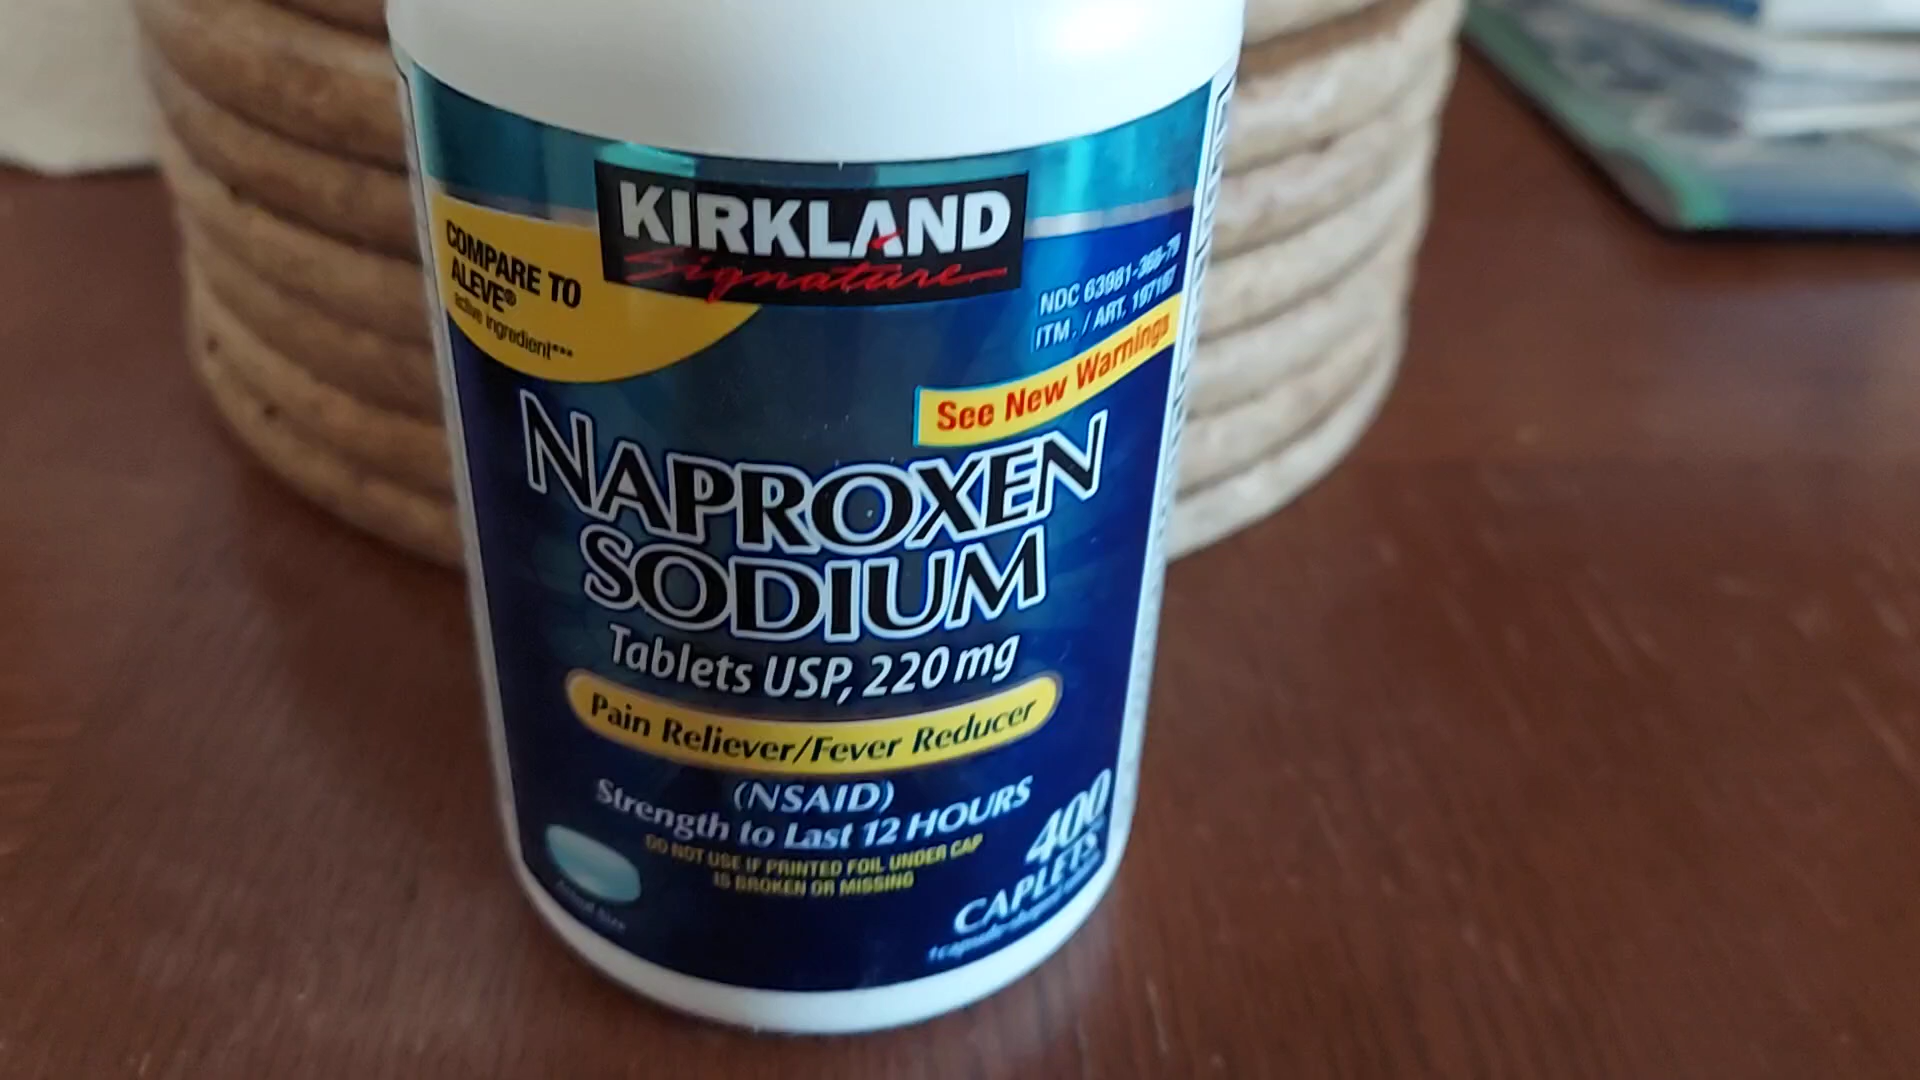 KIRKLAND
Signature
COMPARE TO
ALEVE®
active ingredient***
ITM. / ART.
See New Warnings
NAPROXEN
SODIUM
Tablets USP, 220 mg
Pain Reliever/Fever Reducer
(NSAID)
Strength to Last 12 HOURS
DO NOT USE IF PRINTED FOIL UNDER CAP
IS BROKEN OR MISSING
Actual Size
400
CAPLETS